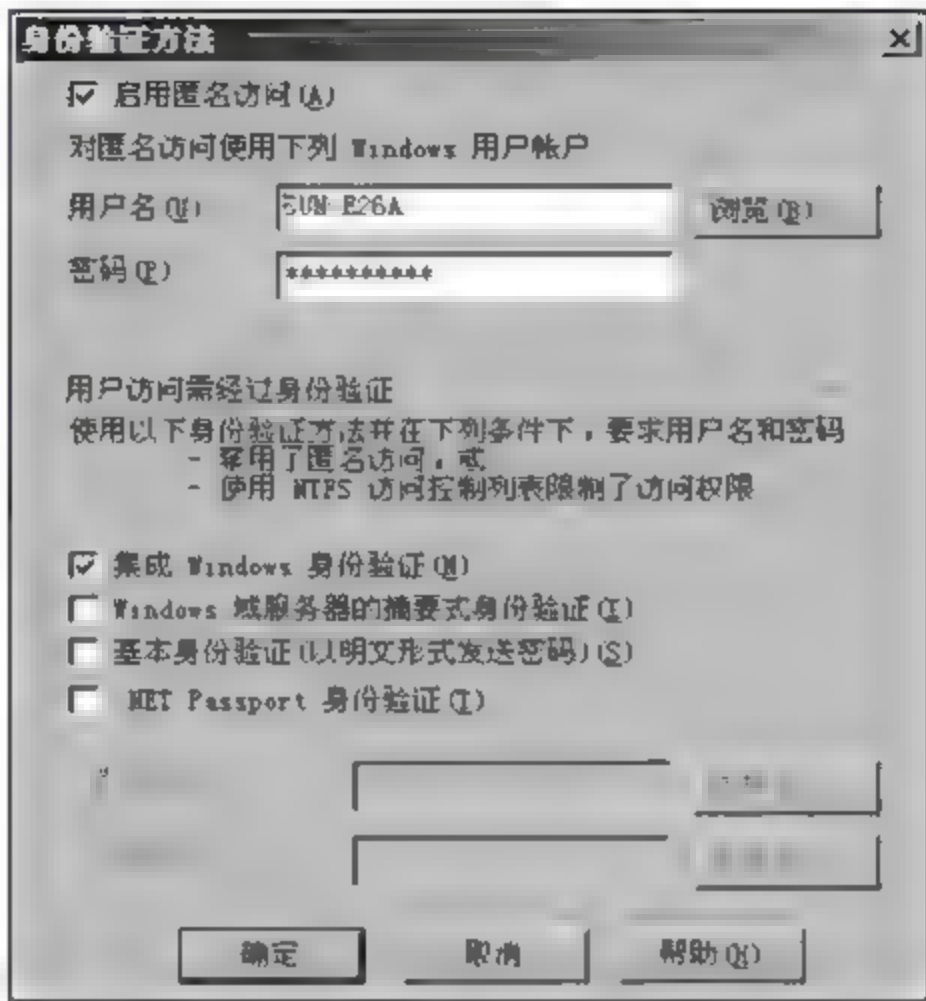 身份验证方法
启用匿名访问(A)
对匿名访问使用下列 Windows 用户帐户
用户名(U) SUN-E26A 浏览(B)
密码(P) **********
用户访问需经过身份验证
使用以下身份验证方法并在下列条件下，要求用户名和密码
- 禁用了匿名访问，或
- 使用 NTFS 访问控制列表限制了访问权限
集成 Windows 身份验证(N)
Windows 域服务器的摘要式身份验证(I)
基本身份验证(以明文形式发送密码)(S)
NET Passport 身份验证(T)
确定 取消 帮助(H)